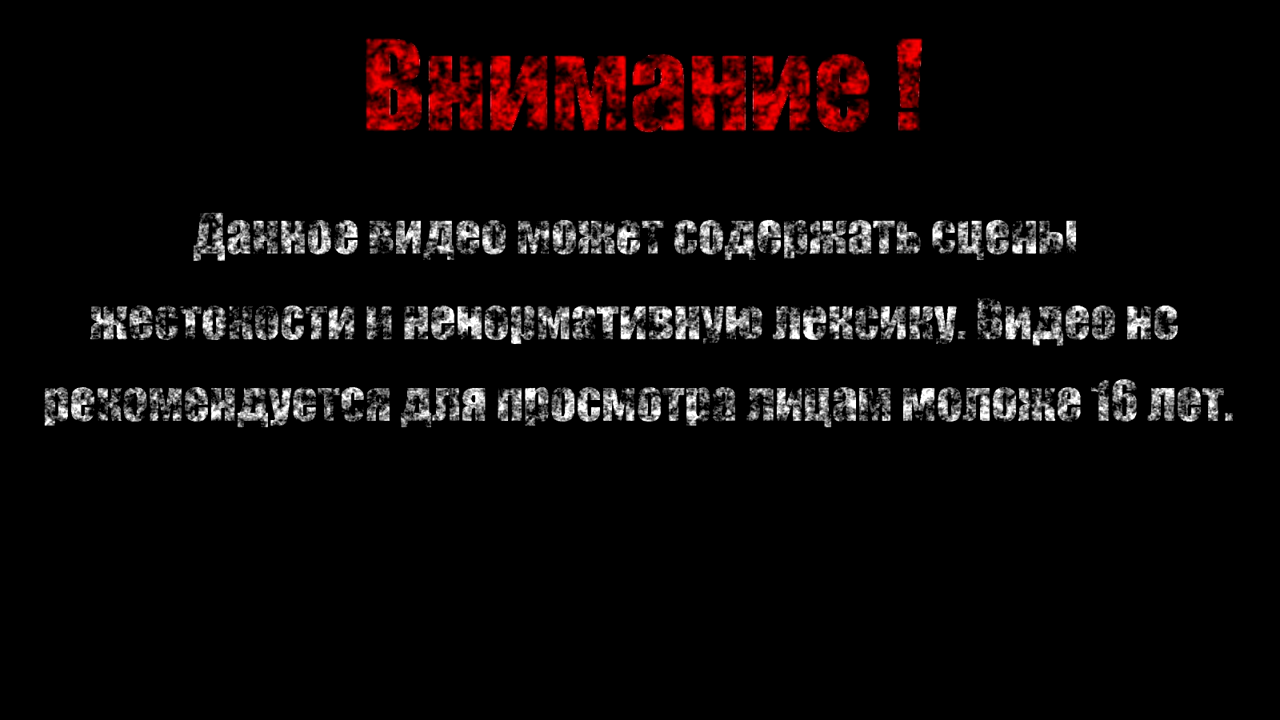 Внимание !
Данное видео может содержать сцены
жестокости и ненормативную лексику. Видео не
рекомендуется для просмотра лицам моложе 16 лет.